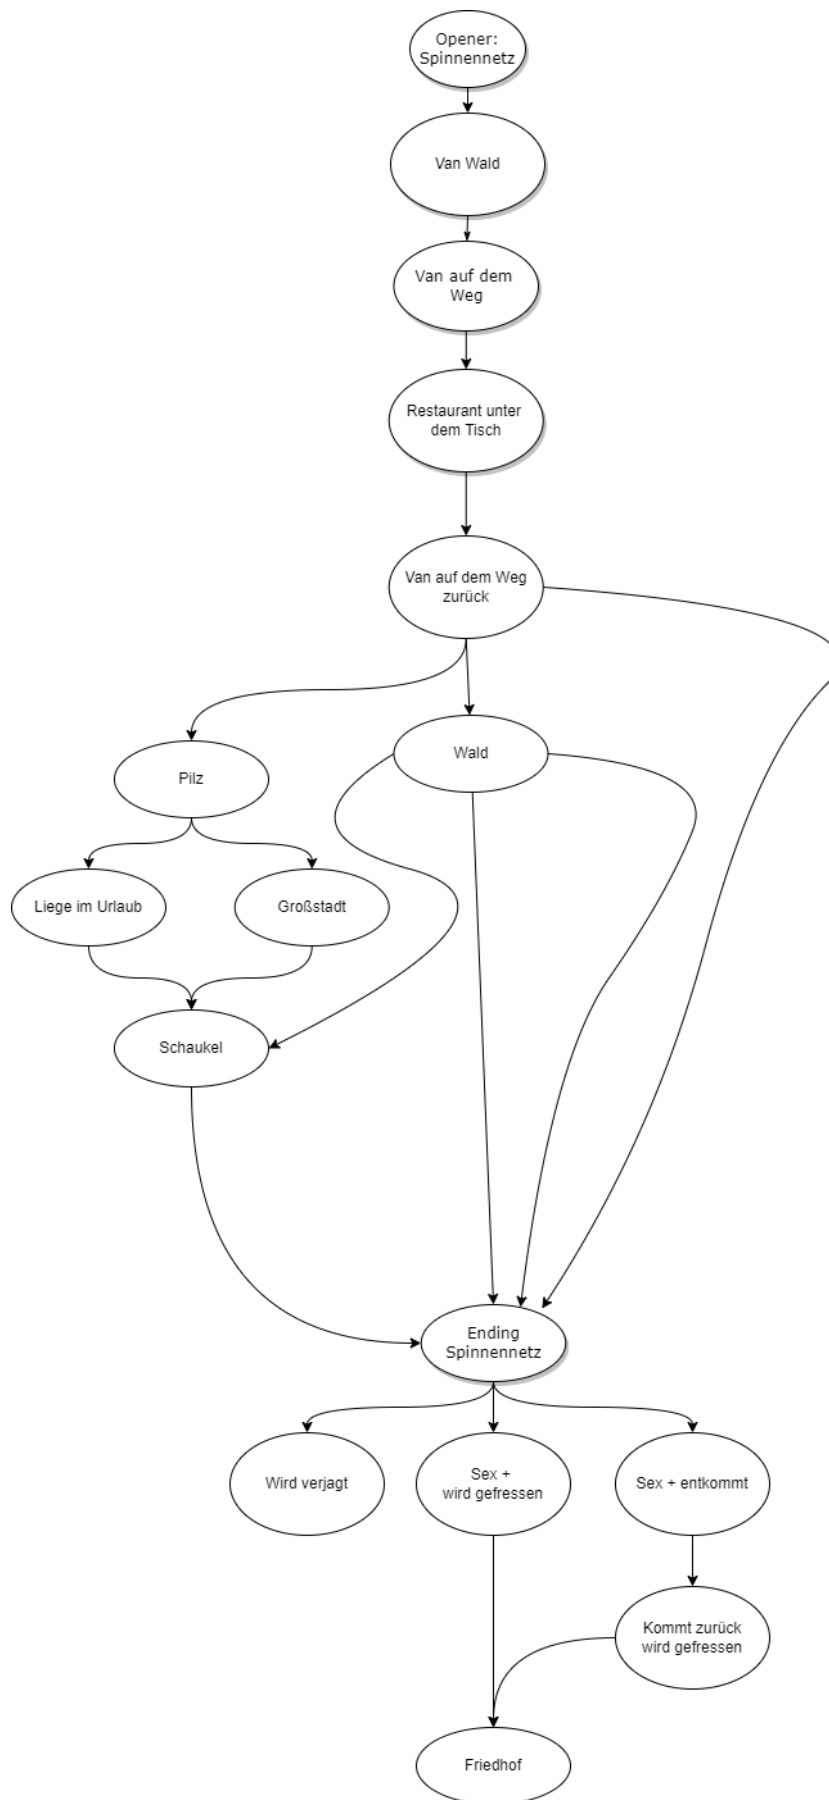 Opener:
Spinnennetz
Van Wald
Van auf dem
Weg
Restaurant unter
dem Tisch
Van auf dem Weg
zurück
Wald
Pilz
Liege im Urlaub
Großstadt
Schaukel
Ending
Spinnennetz
Wird verjagt
Sex +
wird gefressen
Sex + entkommt
Kommt zurück
wird gefressen
Friedhof